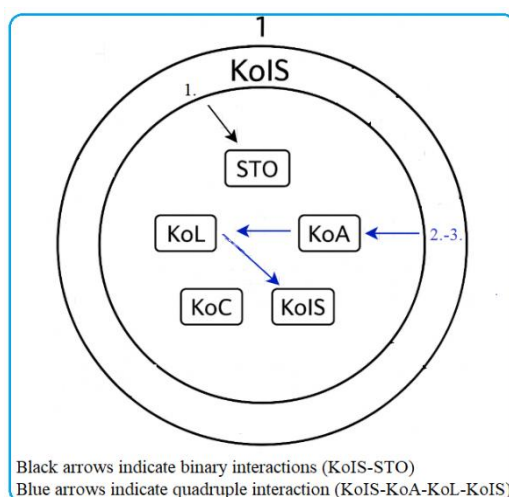 1
KoIS
1.
STO
KoL
KoA
2.-3.
KoC
KoIS
Black arrows indicate binary interactions (KoIS-STO)
Blue arrows indicate quadruple interaction (KoIS-KoA-KoL-KoIS)